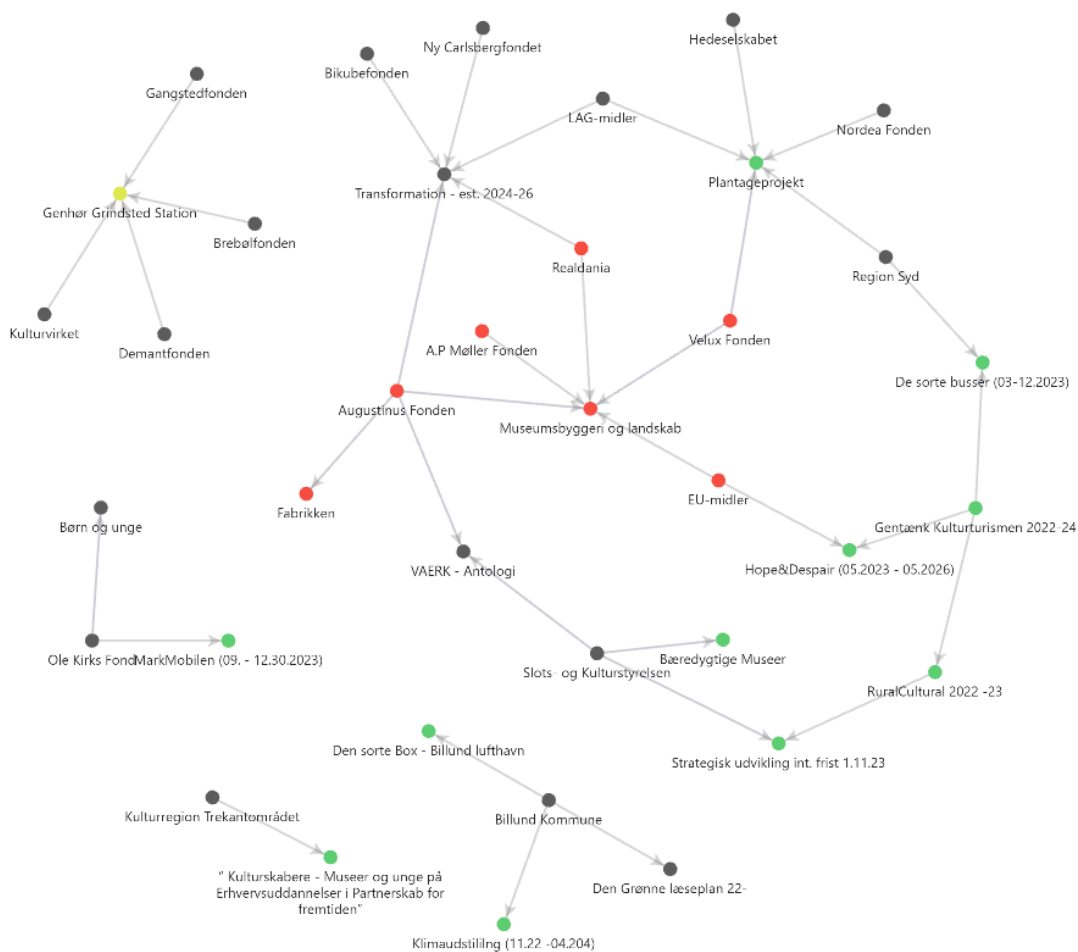 Hedeselskabet
Ny Carlsbergfondet
Bikubefonden
Gangstedfonden
LAG-midler
Nordea Fonden
Plantageprojekt
Transformation - est. 2024-26
Genhør Grindsted Station
Brebølfonden
Realdania
Region Syd
Kulturvirket
Velux Fonden
A.P Møller Fonden
Demantfonden
De sorte busser (03-12.2023)
Augustinus Fonden
Museumsbyggeri og landskab
EU-midler
Fabrikken
Børn og unge
Gentænk Kulturturismen 2022-24
VAERK - Antologi
Hope&Despair (05.2023 - 05.2026)
Ole Kirks Fond
MarkMobilen (09. - 12.30.2023)
Bæredygtige Museer
Slots- og Kulturstyrelsen
RuralCultural 2022 -23
Den sorte Box - Billund lufthavn
Strategisk udvikling int. frist 1.11.23
Kulturregion Trekantområdet
Billund Kommune
" Kulturskabere - Museer og unge på
Erhvervsuddannelser i Partnerskab for
fremtiden"
Den Grønne læseplan 22-
Klimaudstililng (11.22 -04.204)